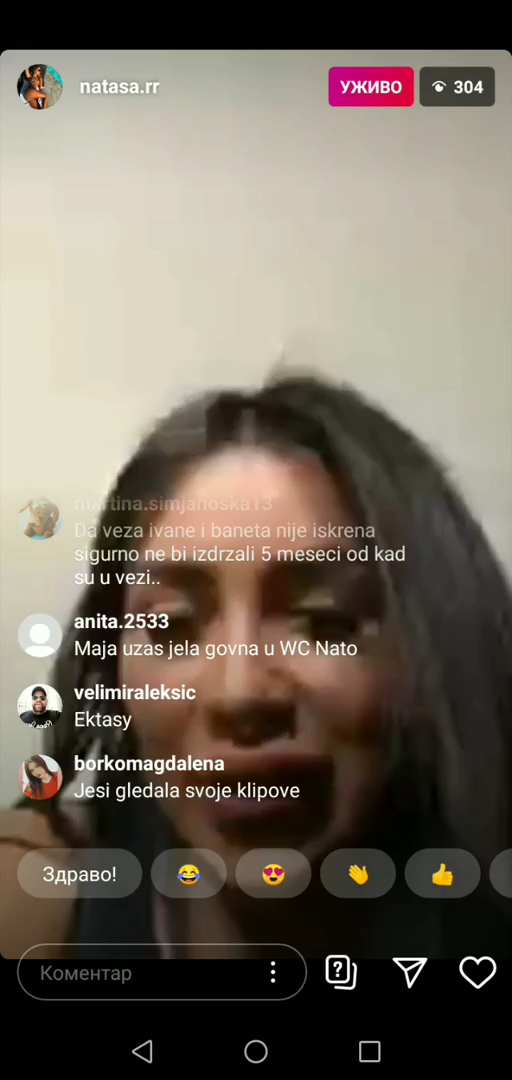 natasa.rr
УЖИВО
304
martina.simjanoska13
Da veza ivane i baneta nije iskrena
sigurno ne bi izdrzali 5 meseci od kad
su u vezi..
anita.2533
Maja uzas jela govna u WC Nato
velimiraleksic
Ektasy
borkomagdalena
Jesi gledala svoje klipove
Здраво!
Коментар